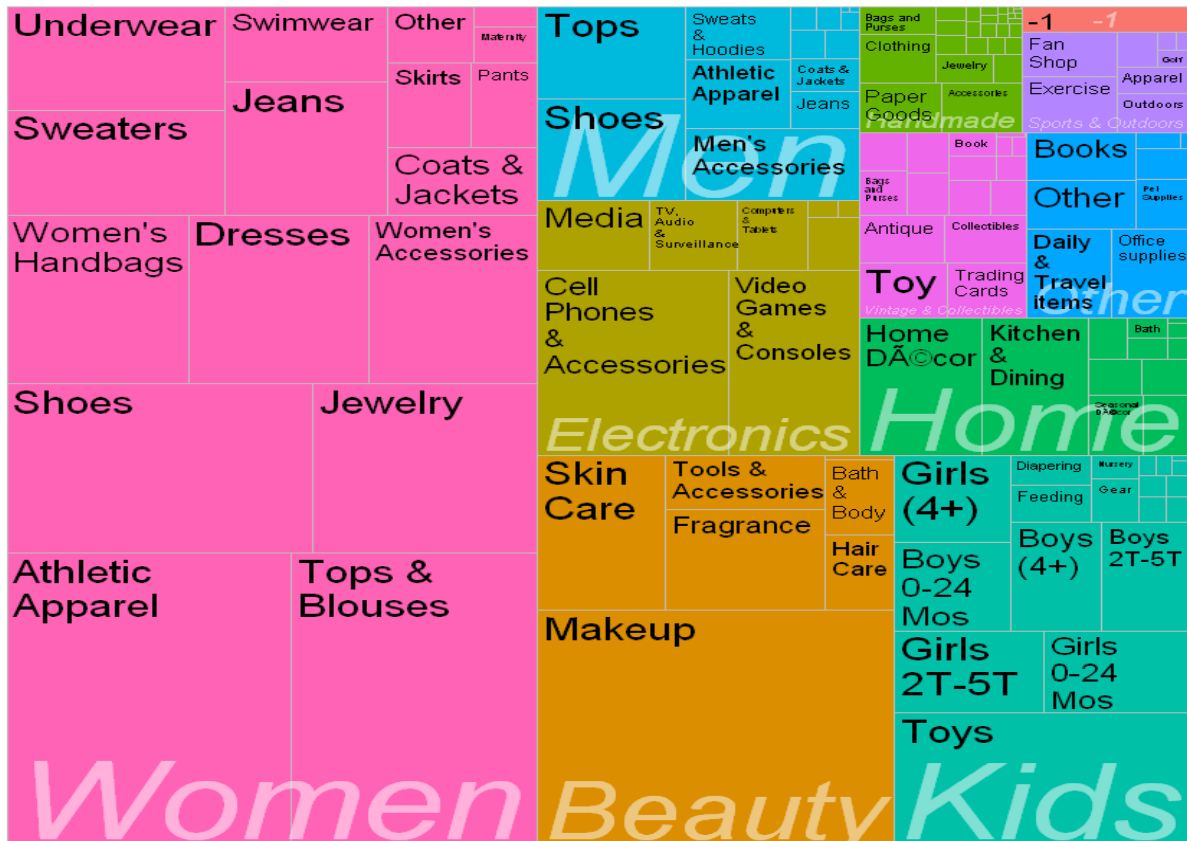 Underwear
Swimwear
Other
Maternity
Skirts
Pants
Sweaters
Jeans
Coats &
Jackets
Women's
Handbags
Dresses
Women's
Accessories
Shoes
Jewelry
Athletic
Apparel
Tops &
Blouses
Women
Tops
Sweats
&
Hoodies
Athletic
Apparel
Coats &
Jackets
Jeans
Shoes
Men's
Accessories
Men
Media
TV,
Audio
&
Surveillance
Computers
&
Tablets
Cell
Phones
&
Accessories
Video
Games
&
Consoles
Electronics
Skin
Care
Tools &
Accessories
Bath
&
Body
Fragrance
Hair
Care
Makeup
Beauty
Bags and
Purses
Clothing
Jewelry
Paper
Goods
Accessories
Handmade
-1
-1
Fan
Shop
Golf
Exercise
Apparel
Outdoors
Sports & Outdoors
Book
Bags
and
Purses
Antique
Collectibles
Toy
Trading
Cards
Vintage & Collectibles
Books
Other
Pet
Supplies
Daily
&
Travel
items
Office
supplies
Other
Home
DÃ©cor
Kitchen
&
Dining
Bath
Seasonal
DÃ©cor
Home
Girls
(4+)
Diapering
Nursery
Feeding
Gear
Boys
0-24
Mos
Boys
(4+)
Boys
2T-5T
Girls
2T-5T
Girls
0-24
Mos
Toys
Kids